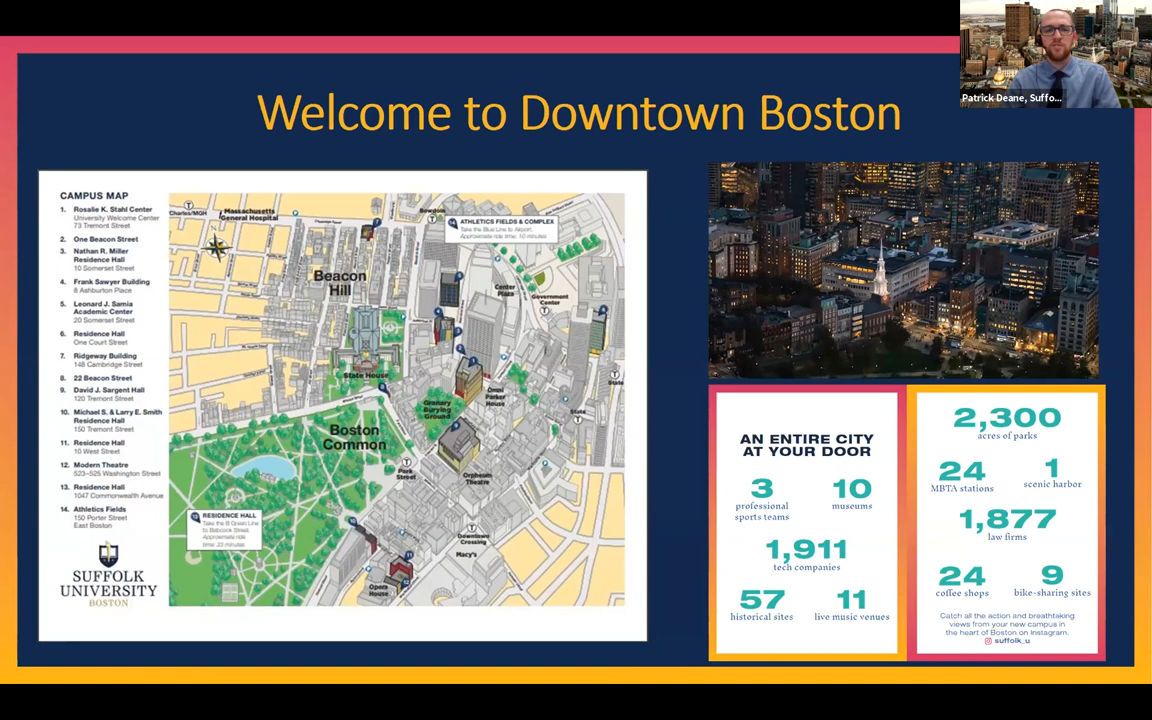 Patrick Deane, Suffo...
Welcome to Downtown Boston
CAMPUS MAP
1. Rosalie K. Stahl Center
University Welcome Center
73 Tremont Street
2. One Beacon Street
3. Nathan R. Miller
Residence Hall
10 Somerset Street
4. Frank Sawyer Building
8 Ashburton Place
5. Leonard J. Samia
Academic Center
20 Somerset Street
6. Residence Hall
One Court Street
7. Ridgeway Building
148 Cambridge Street
8. 22 Beacon Street
9. David J. Sargent Hall
120 Tremont Street
10. Michael S. & Larry E. Smith
Residence Hall
150 Tremont Street
11. Residence Hall
10 West Street
12. Modern Theatre
523-525 Washington Street
13. Residence Hall
1047 Commonwealth Avenue
14. Athletics Fields
150 Porter Street
East Boston
SUFFOLK
UNIVERSITY
BOSTON
Charles/MGH
Massachusetts
General Hospital
Bowdoin
ATHLETICS FIELDS & COMPLEX
Take the Blue Line to Airport.
Approximate ride time: 10 minutes
Beacon
Hill
Center
Plaza
Government
Center
State House
Omni
Parker
House
State
State
Granary
Burying
Ground
Boston
Common
Park
Street
Orpheum
Theatre
RESIDENCE HALL
Take the B Green Line
to Babcock Street.
Approximate ride
time: 23 minutes
Downtown
Crossing
Macy's
Opera
House
AN ENTIRE CITY
AT YOUR DOOR
3
professional
sports teams
10
museums
1,911
tech companies
57
historical sites
11
live music venues
2,300
acres of parks
24
MBTA stations
1
scenic harbor
1,877
law firms
24
coffee shops
9
bike-sharing sites
Catch all the action and breathtaking
views from your new campus in
the heart of Boston on Instagram.
suffolk_u